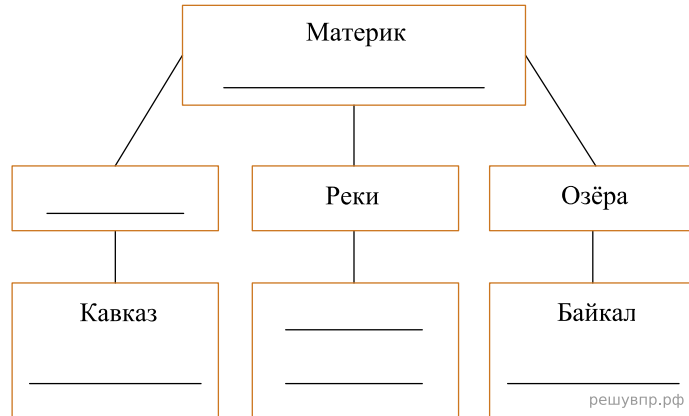 Материк
Реки
Озёра
Кавказ
Байкал
решувпр.рф